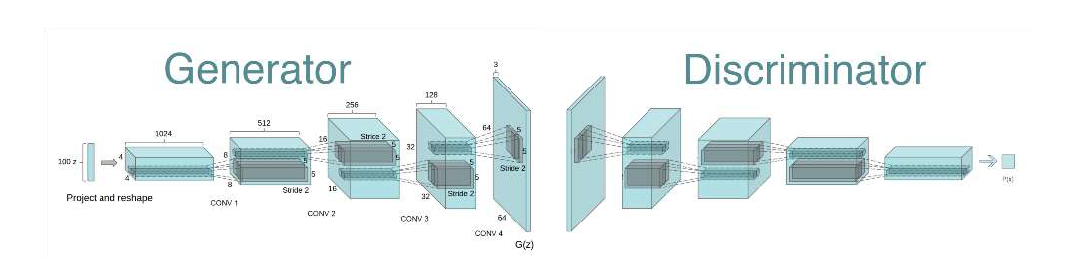 Generator
Discriminator
3
128
256
512
1024
64
5
16
Stride 2
5
32
5
100 z
4
8
5
5
5
Stride 2
4
8
5
Stride 2
16
5
Stride 2
32
Project and reshape
CONV 1
CONV 2
CONV 3
64
CONV 4
G(z)
P(x)